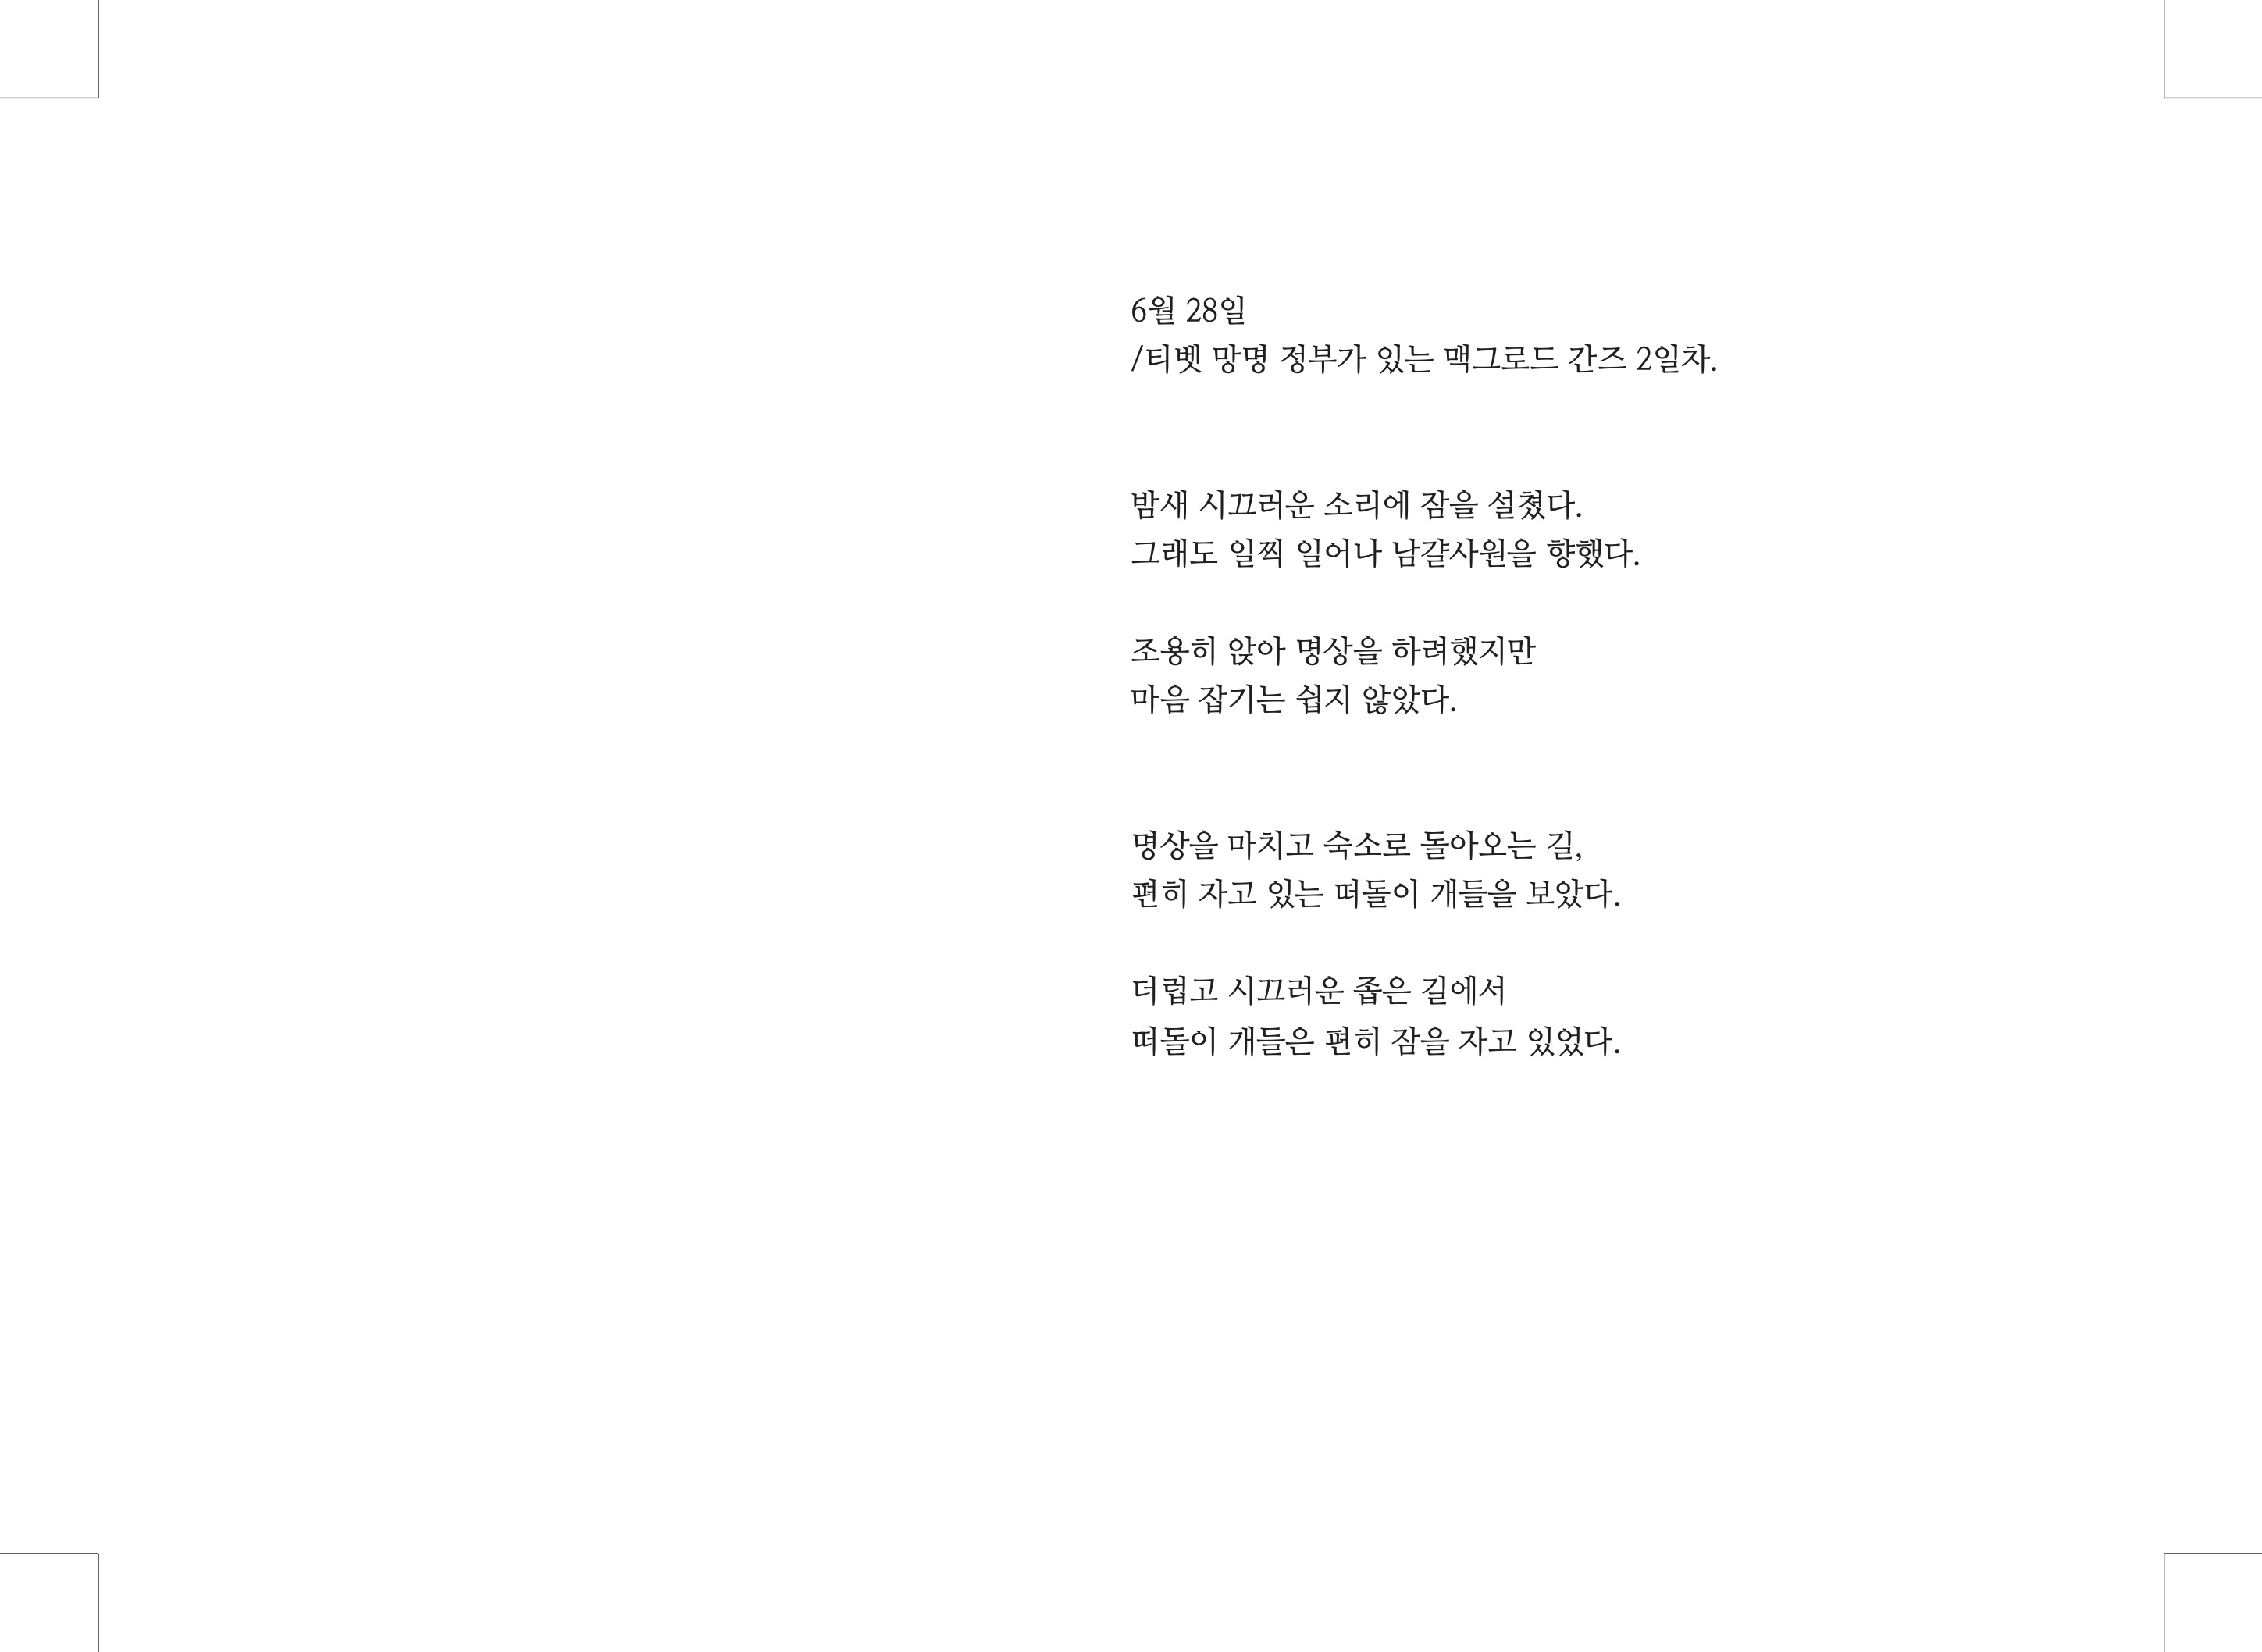 6월 28일
/티벳 망명 정부가 있는 맥그로드 간즈 2일차.
밤새 시끄러운 소리에 잠을 설쳤다.
그래도 일찍 일어나 남걀사원을 향했다.
조용히 앉아 명상을 하려했지만
마음 잡기는 쉽지 않았다.
명상을 마치고 숙소로 돌아오는 길,
편히 자고 있는 떠돌이 개들을 보았다.
더럽고 시끄러운 좁은 길에서
떠돌이 개들은 편히 잠을 자고 있었다.